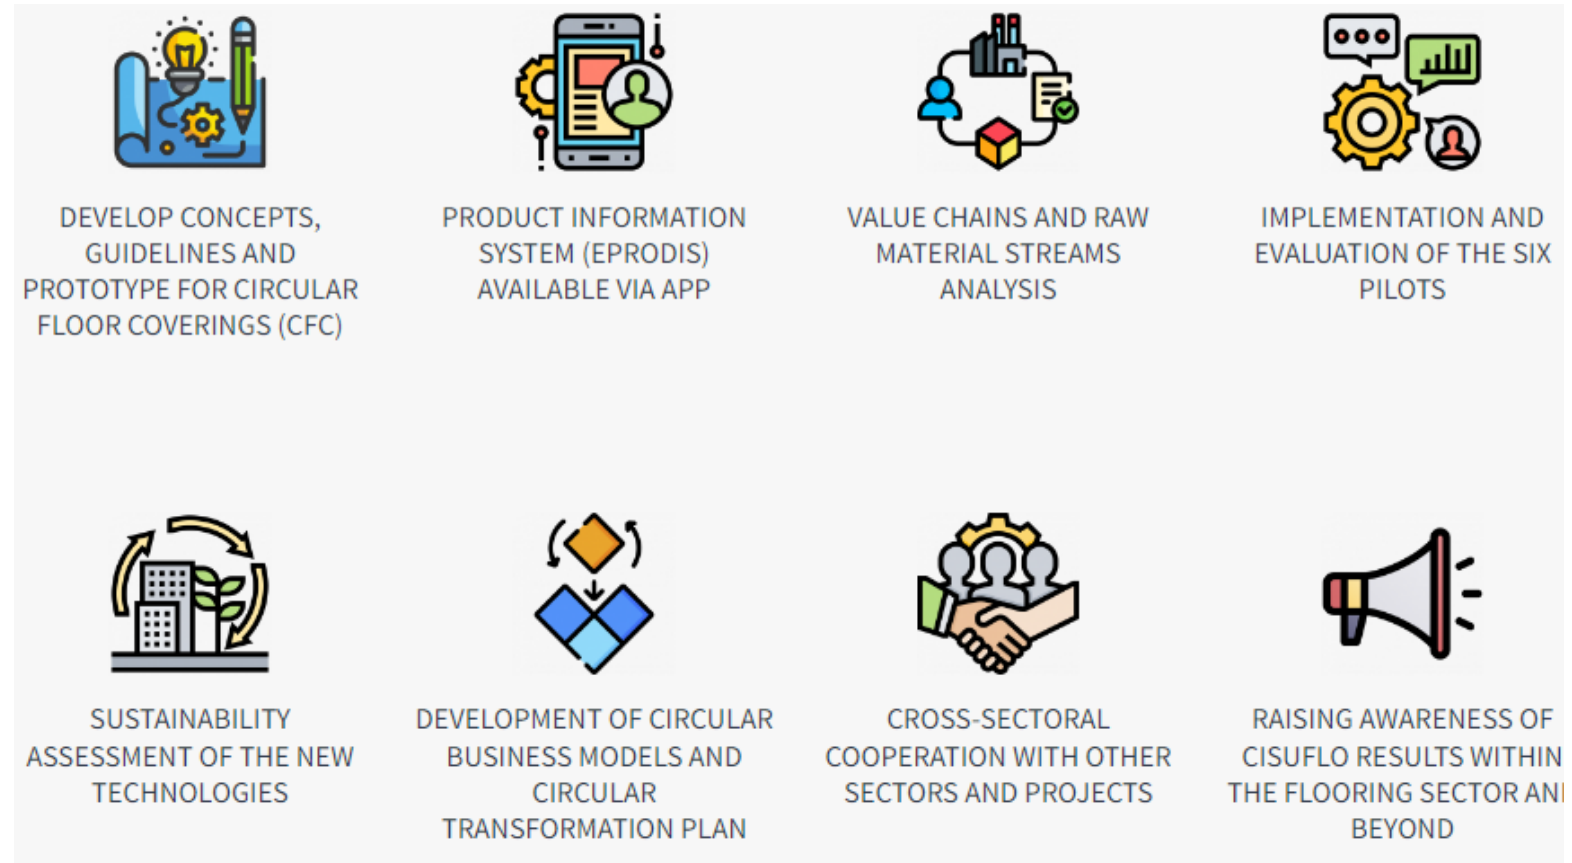 DEVELOP CONCEPTS,
GUIDELINES AND
PROTOTYPE FOR CIRCULAR
FLOOR COVERINGS (CFC)
PRODUCT INFORMATION
SYSTEM (EPRODIS)
AVAILABLE VIA APP
VALUE CHAINS AND RAW
MATERIAL STREAMS
ANALYSIS
IMPLEMENTATION AND
EVALUATION OF THE SIX
PILOTS
SUSTAINABILITY
ASSESSMENT OF THE NEW
TECHNOLOGIES
DEVELOPMENT OF CIRCULAR
BUSINESS MODELS AND
CIRCULAR
TRANSFORMATION PLAN
CROSS-SECTORAL
COOPERATION WITH OTHER
SECTORS AND PROJECTS
RAISING AWARENESS OF
CISUFLO RESULTS WITHIN
THE FLOORING SECTOR AN
BEYOND